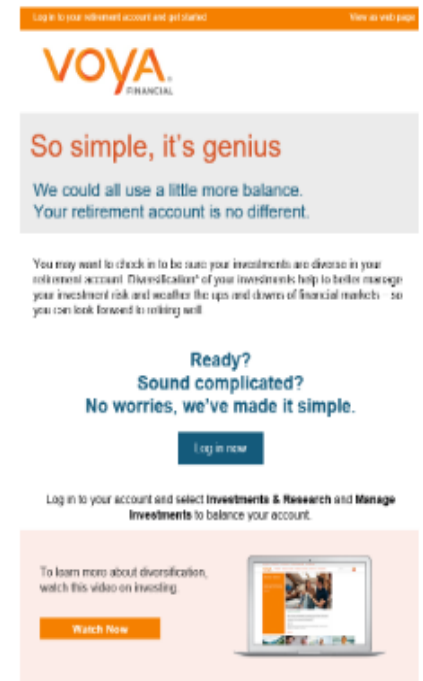 Log in to your retirement account and get started
View as web page
VOYA
FINANCIAL
So simple, it's genius
We could all use a little more balance.
Your retirement account is no different.
You may want to check in to be sure your investments are diverse in your
retirement account. Diversification* of your investments help to better manage
your investment risk and weather the ups and downs of financial markets – so
you can look forward to retiring well.
Ready?
Sound complicated?
No worries, we've made it simple.
Log in now
Log in to your account and select Investments & Research and Manage
Investments to balance your account.
To learn more about diversification,
watch this video on investing.
Watch Now
VOYA